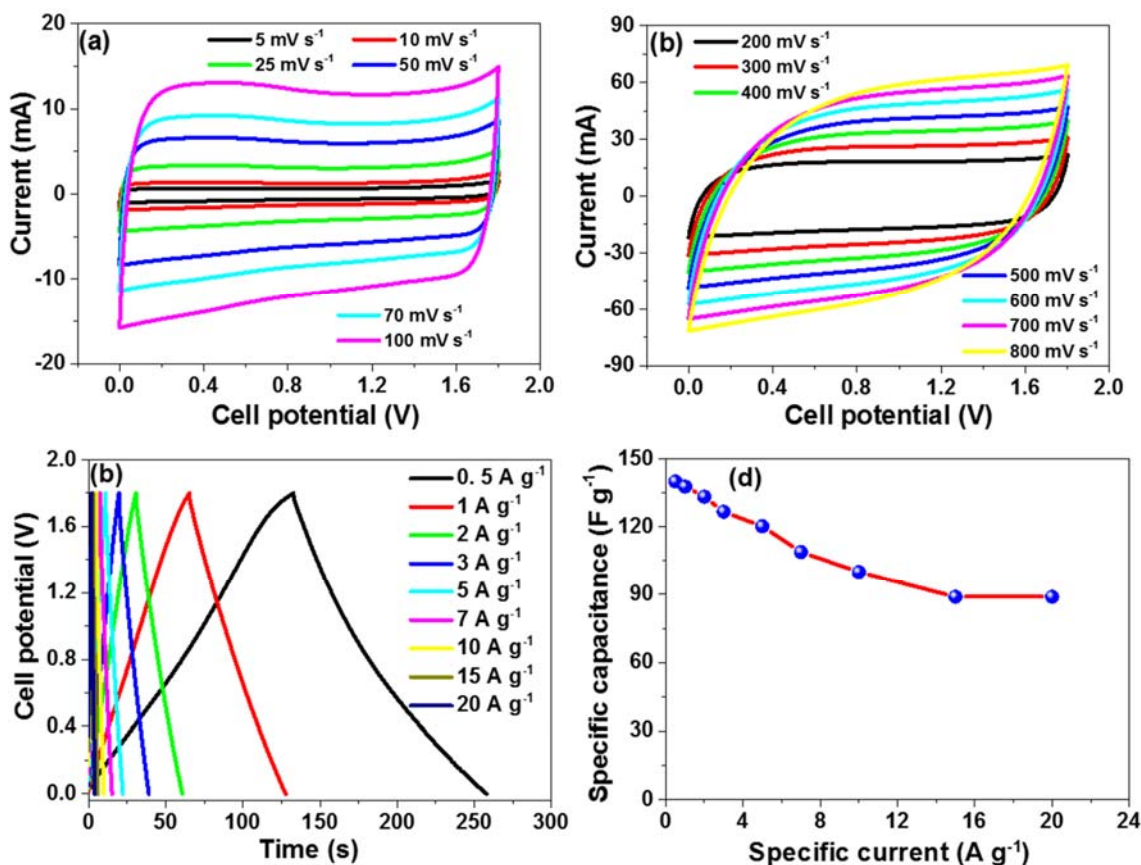 (a)
5 mV s⁻¹ 10 mV s⁻¹
25 mV s⁻¹ 50 mV s⁻¹
70 mV s⁻¹
100 mV s⁻¹
20
10
0
-10
-20
Current (mA)
0.0 0.4 0.8 1.2 1.6 2.0
Cell potential (V)
(b)
200 mV s⁻¹
300 mV s⁻¹
400 mV s⁻¹
500 mV s⁻¹
600 mV s⁻¹
700 mV s⁻¹
800 mV s⁻¹
90
60
30
0
-30
-60
-90
Current (mA)
0.0 0.4 0.8 1.2 1.6 2.0
Cell potential (V)
(b)
0. 5 A g⁻¹
1 A g⁻¹
2 A g⁻¹
3 A g⁻¹
5 A g⁻¹
7 A g⁻¹
10 A g⁻¹
15 A g⁻¹
20 A g⁻¹
2.0
1.6
1.2
0.8
0.4
0.0
Cell potential (V)
0 50 100 150 200 250 300
Time (s)
(d)
150
120
90
60
30
0
Specific capacitance (F g⁻¹)
0 4 8 12 16 20 24
Specific current (A g⁻¹)